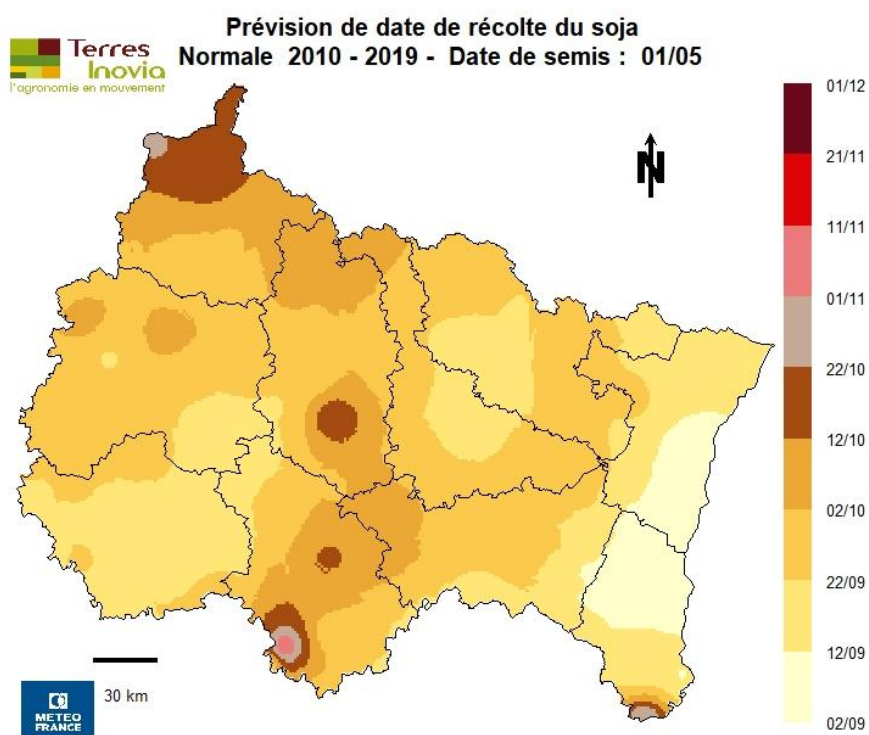 Prévision de date de récolte du soja
Normale 2010 - 2019 - Date de semis : 01/05
Terres
Inovia
l'agronomie en mouvement
N
01/12
21/11
11/11
01/11
22/10
12/10
02/10
22/09
12/09
02/09
30 km
METEO
FRANCE